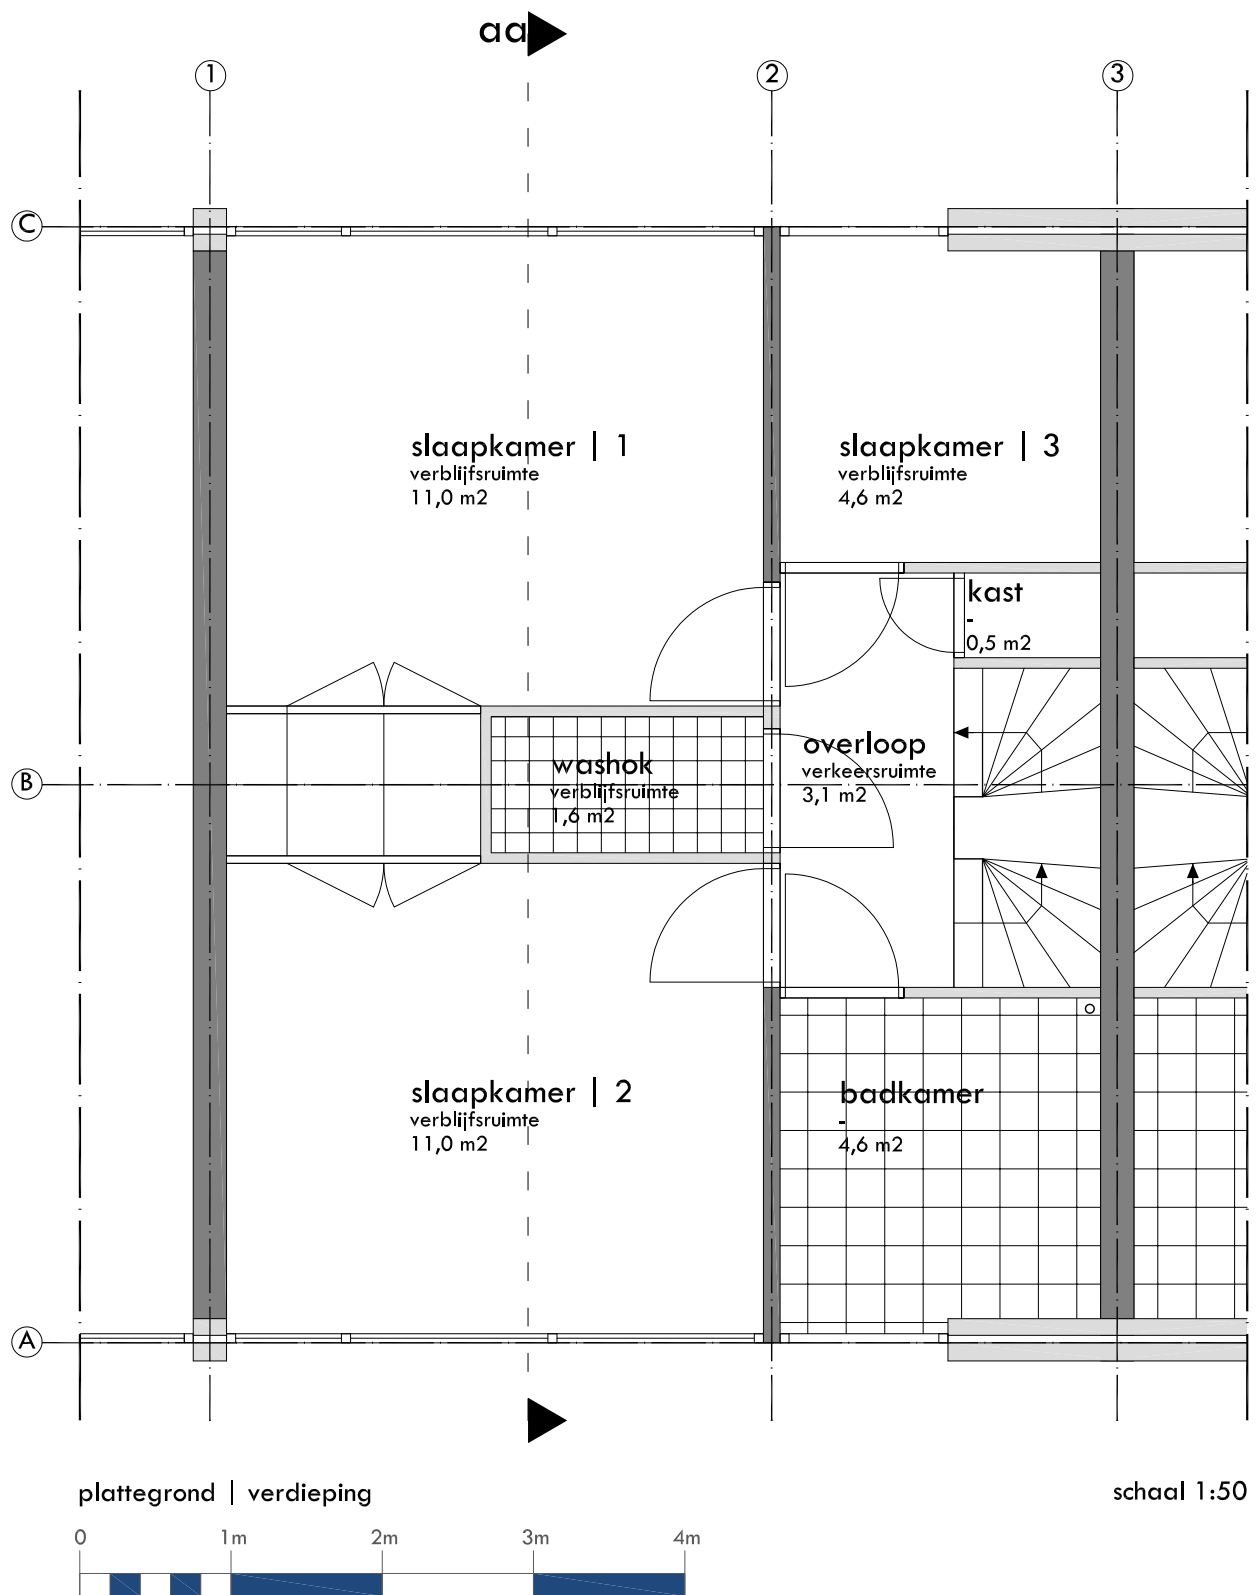 aa
1
2
3
C
slaapkamer | 1
verblijfsruimte
11,0 m2
slaapkamer | 3
verblijfsruimte
4,6 m2
kast
-
0,5 m2
B
washok
verblijfsruimte
1,6 m2
overloop
verkeersruimte
3,1 m2
slaapkamer | 2
verblijfsruimte
11,0 m2
badkamer
-
4,6 m2
A
plattegrond | verdieping
schaal 1:50
0 1m 2m 3m 4m